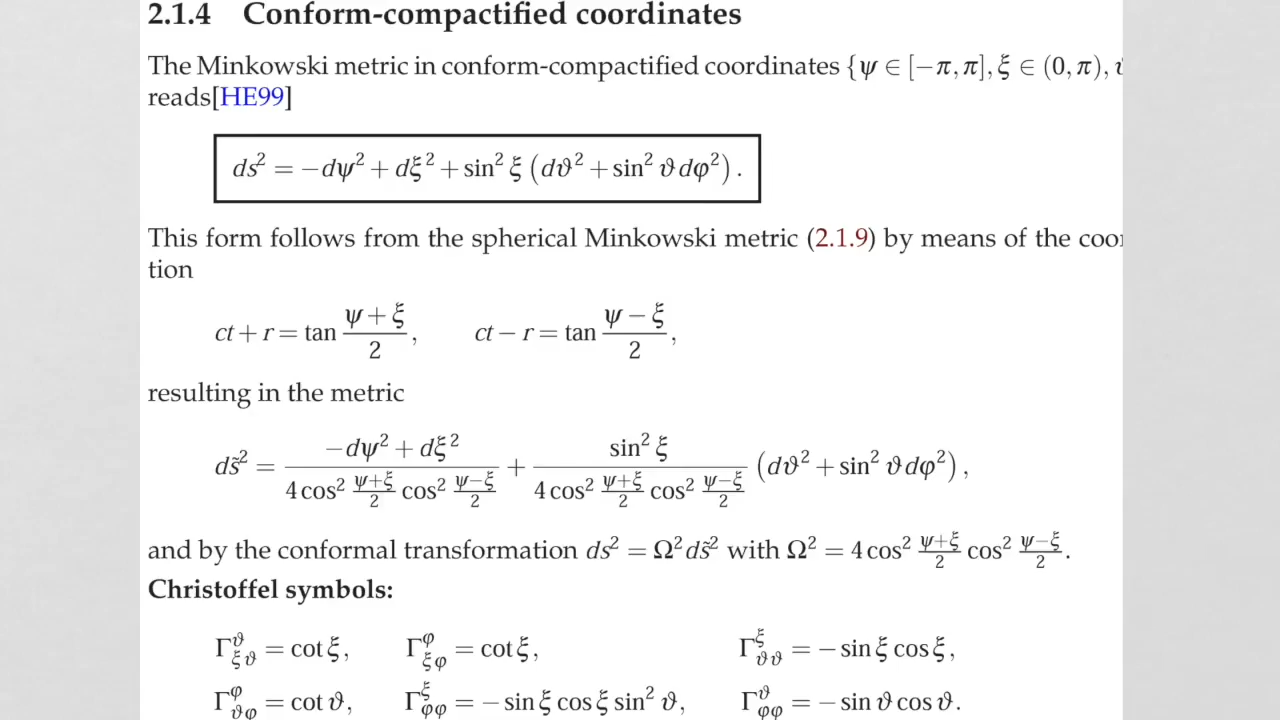 2.1.4 Conform-compactified coordinates
The Minkowski metric in conform-compactified coordinates {ψ ∈ [−π, π], ξ ∈ (0, π),
reads[HE99]
ds² = −dψ² + dξ² + sin² ξ (dϑ² + sin² ϑ dφ²).
This form follows from the spherical Minkowski metric (2.1.9) by means of the
tion
ct + r = tan (ψ + ξ)/2, ct − r = tan (ψ − ξ)/2,
resulting in the metric
ds̃² = (−dψ² + dξ²)/(4 cos² (ψ+ξ)/2 cos² (ψ−ξ)/2) + sin² ξ/(4 cos² (ψ+ξ)/2 cos² (ψ−ξ)/2) (dϑ² + sin² ϑ dφ²),
and by the conformal transformation ds² = Ω² ds̃² with Ω² = 4 cos² (ψ+ξ)/2 cos² (ψ−ξ)/2.
Christoffel symbols:
Γ^ϑ_ξϑ = cot ξ, Γ^φ_ξφ = cot ξ, Γ^ξ_ϑϑ = − sin ξ cos ξ,
Γ^φ_ϑφ = cot ϑ, Γ^ξ_φφ = − sin ξ cos ξ sin² ϑ, Γ^ϑ_φφ = − sin ϑ cos ϑ.